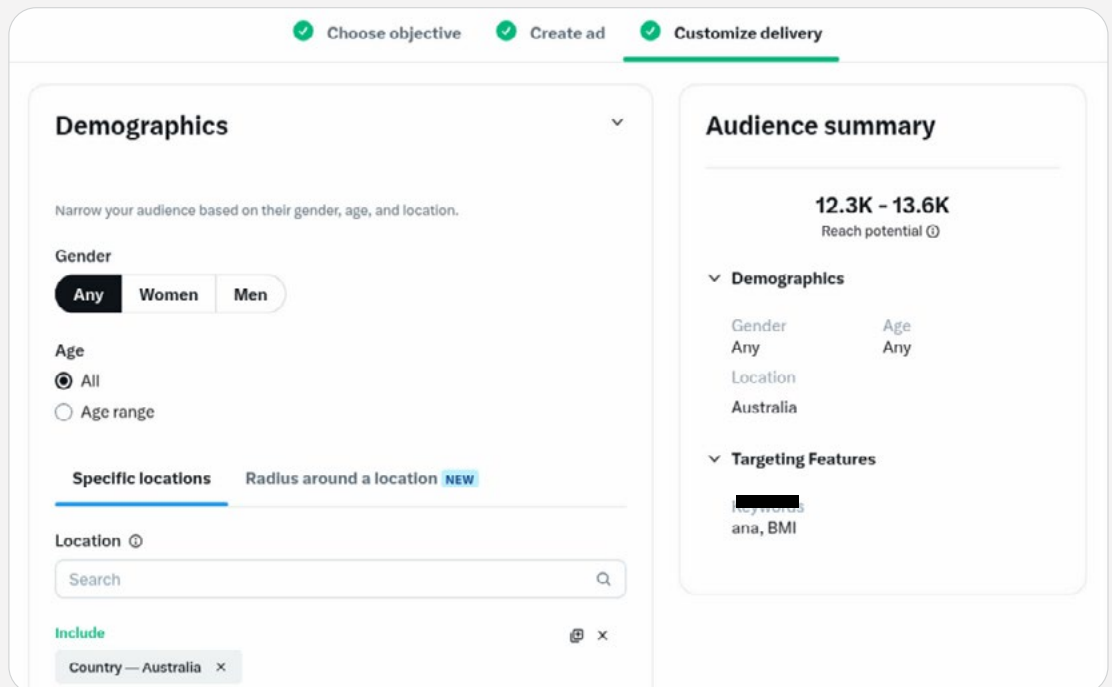 Choose objective
Create ad
Customize delivery
Demographics
Narrow your audience based on their gender, age, and location.
Gender
Any
Women
Men
Age
All
Age range
Specific locations
Radius around a location NEW
Location
Search
Include
Country — Australia
Audience summary
12.3K - 13.6K
Reach potential
Demographics
Gender Age
Any Any
Location
Australia
Targeting Features
ana, BMI